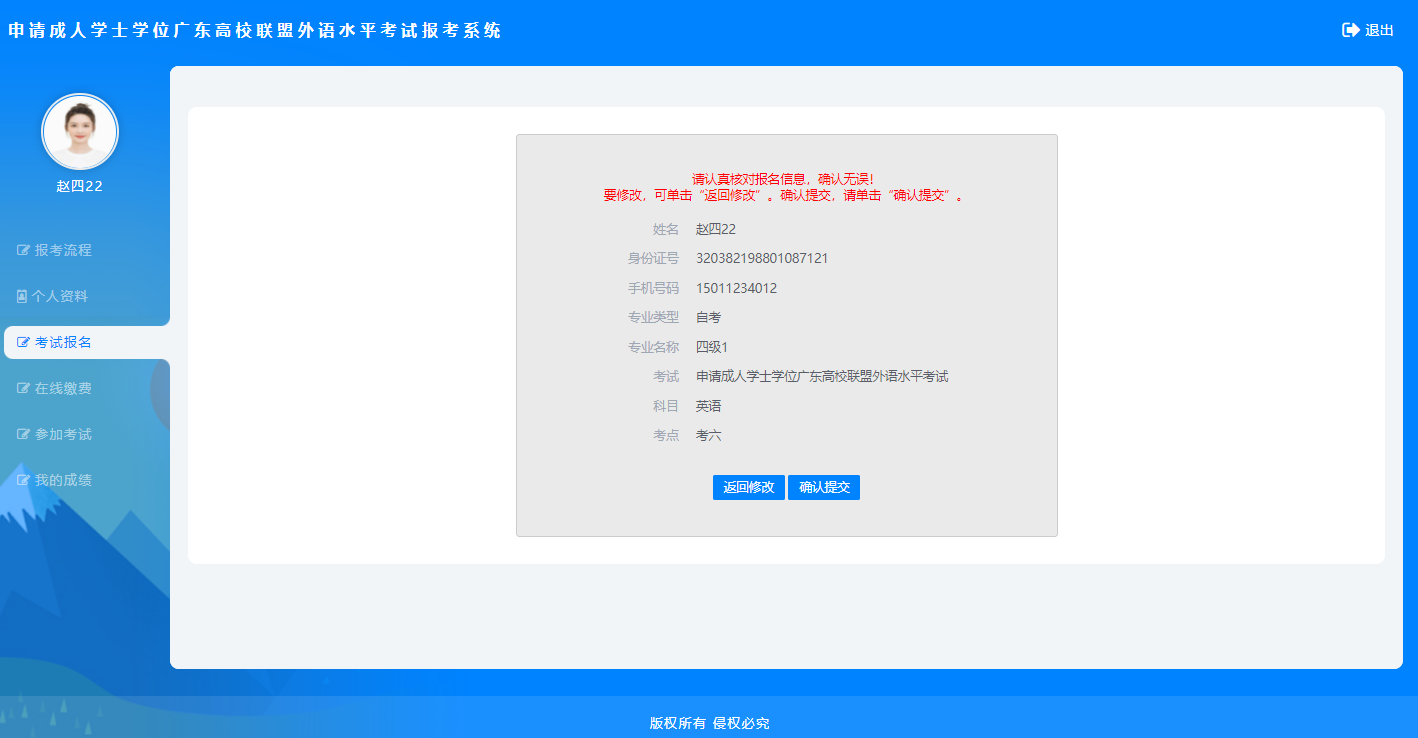 申请成人学士学位广东高校联盟外语水平考试报考系统
退出
赵四22
报考流程
个人资料
考试报名
在线缴费
参加考试
我的成绩
请认真核对报名信息，确认无误！
要修改，可单击“返回修改”。确认提交，请单击“确认提交”。
姓名 赵四22
身份证号 320382198801087121
手机号码 15011234012
专业类型 自考
专业名称 四级1
考试 申请成人学士学位广东高校联盟外语水平考试
科目 英语
考点 考六
返回修改 确认提交
版权所有 侵权必究